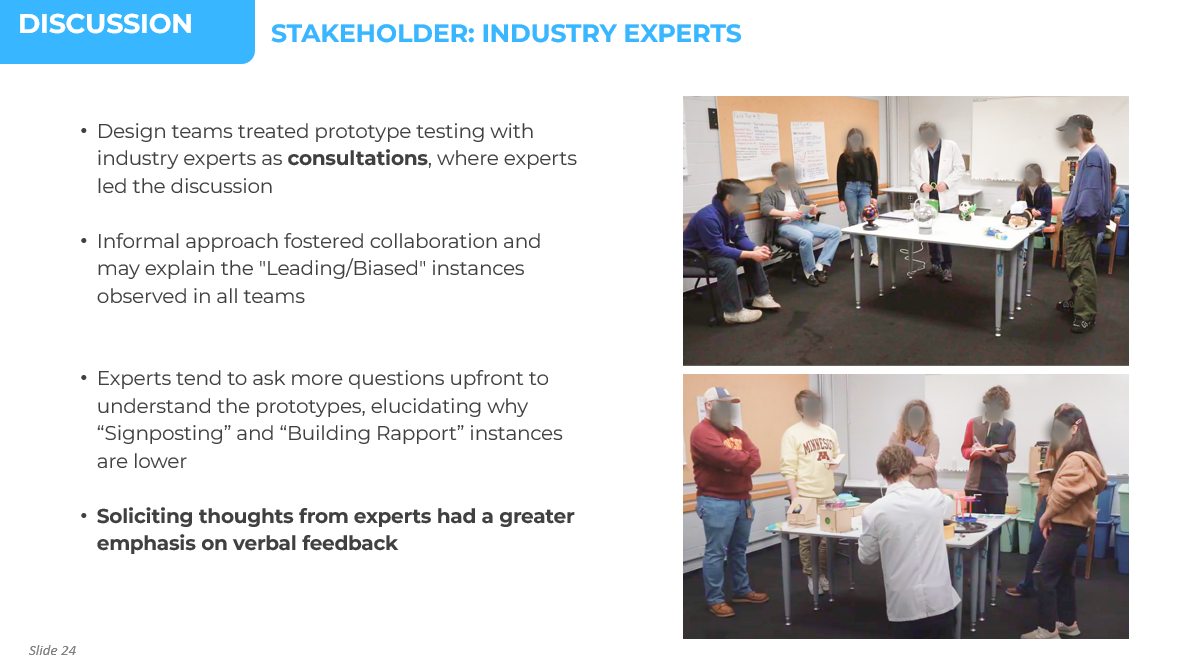 DISCUSSION
STAKEHOLDER: INDUSTRY EXPERTS
• Design teams treated prototype testing with
industry experts as consultations, where experts
led the discussion
• Informal approach fostered collaboration and
may explain the "Leading/Biased" instances
observed in all teams
• Experts tend to ask more questions upfront to
understand the prototypes, elucidating why
“Signposting” and “Building Rapport” instances
are lower
• Soliciting thoughts from experts had a greater
emphasis on verbal feedback
MINNESOTA
M
Slide 24